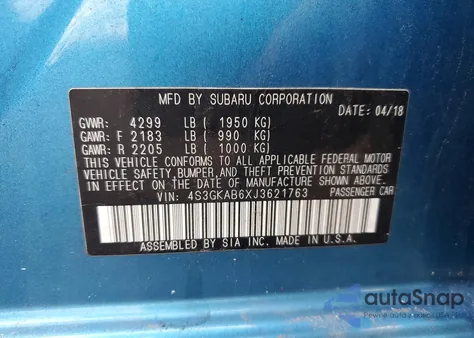 MFD BY SUBARU CORPORATION
DATE: 04/18
GVWR: 4299 LB ( 1950 KG)
GAWR: F 2183 LB ( 990 KG)
GAWR: R 2205 LB ( 1000 KG)
THIS VEHICLE CONFORMS TO ALL APPLICABLE FEDERAL MOTOR
VEHICLE SAFETY, BUMPER, AND THEFT PREVENTION STANDARDS
IN EFFECT ON THE DATE OF MANUFACTURE SHOWN ABOVE.
VIN: 4S3GKAB6XJ3621763 PASSENGER CAR
ASSEMBLED BY SIA INC. MADE IN U.S.A.
autoSnap
Pewne auto z USA